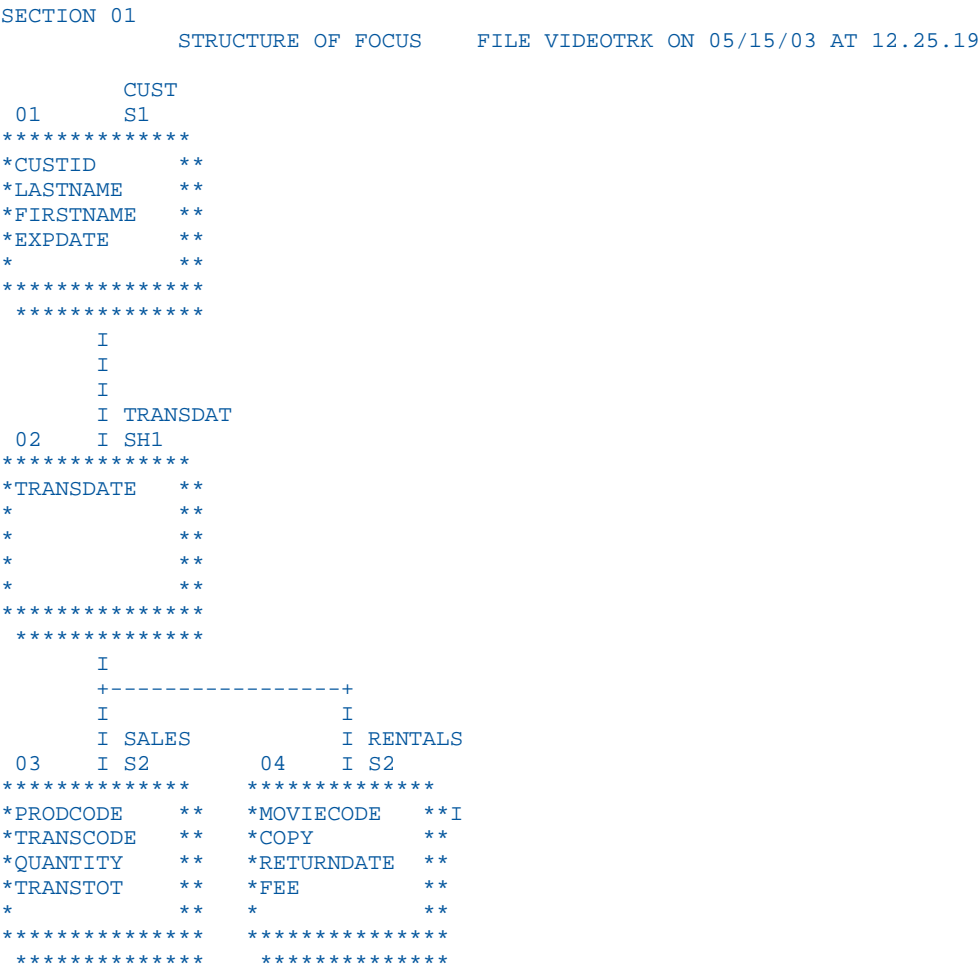 SECTION 01
             STRUCTURE OF FOCUS    FILE VIDEOTRK ON 05/15/03 AT 12.25.19

         CUST
 01      S1
**************
*CUSTID      **
*LASTNAME    **
*FIRSTNAME   **
*EXPDATE     **
*            **
***************
 **************
       I
       I
       I
       I TRANSDAT
 02    I SH1
**************
*TRANSDATE   **
*            **
*            **
*            **
*            **
***************
 **************
       I
       +-----------------+
       I                 I
       I SALES           I RENTALS
 03    I S2        04    I S2
**************    **************
*PRODCODE    **   *MOVIECODE   **I
*TRANSCODE   **   *COPY        **
*QUANTITY    **   *RETURNDATE  **
*TRANSTOT    **   *FEE         **
*            **   *            **
***************   ***************
 **************    **************